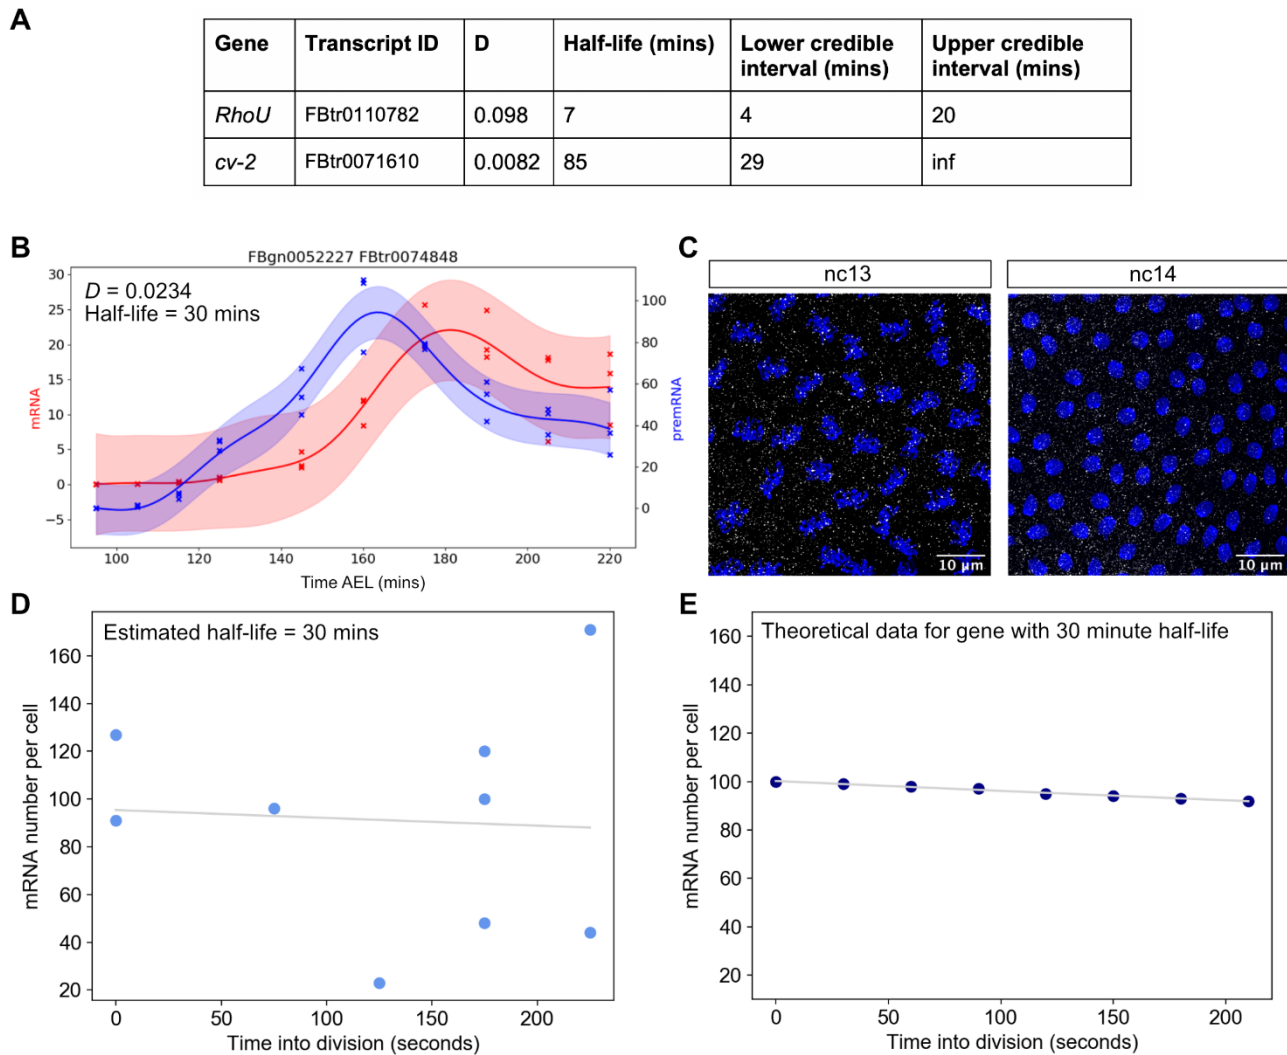 A
Gene Transcript ID D Half-life (mins) Lower credible interval (mins) Upper credible interval (mins)
RhoU FBtr0110782 0.098 7 4 20
cv-2 FBtr0071610 0.0082 85 29 inf
B
FBgn0052227 FBtr0074848
D = 0.0234
Half-life = 30 mins
30
25
20
15
10
5
0
−5
mRNA
100
80
60
40
20
0
premRNA
100 120 140 160 180 200 220
Time AEL (mins)
C
nc13
nc14
10 µm
10 µm
D
Estimated half-life = 30 mins
160
140
120
100
80
60
40
20
mRNA number per cell
0 50 100 150 200
Time into division (seconds)
E
Theoretical data for gene with 30 minute half-life
160
140
120
100
80
60
40
20
mRNA number per cell
0 50 100 150 200
Time into division (seconds)